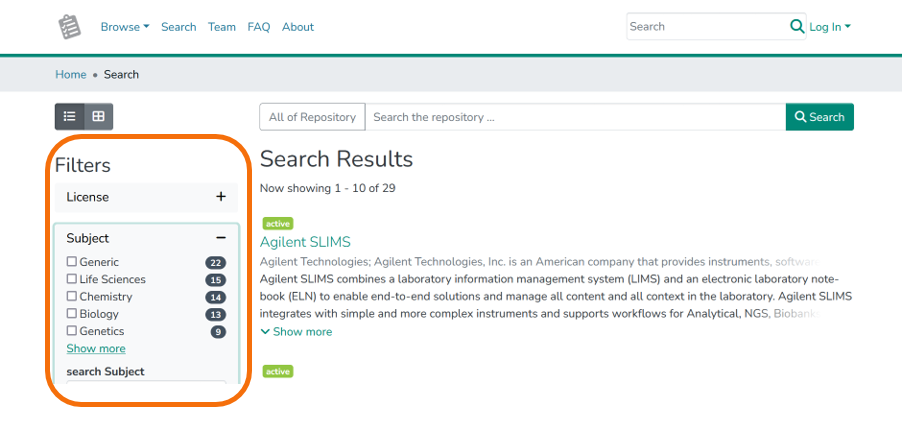 Browse Search Team FAQ About Search Log In
Home • Search
All of Repository Search the repository ... Search
Filters
License +
Subject −
Generic 22
Life Sciences 15
Chemistry 14
Biology 13
Genetics 9
Show more
search Subject
Search Results
Now showing 1 - 10 of 29
active
Agilent SLIMS
Agilent Technologies; Agilent Technologies, Inc. is an American company that provides instruments, software
Agilent SLIMS combines a laboratory information management system (LIMS) and an electronic laboratory note-
book (ELN) to enable end-to-end solutions and manage all content and all context in the laboratory. Agilent SLIMS
integrates with simple and more complex instruments and supports workflows for Analytical, NGS,
Show more
active